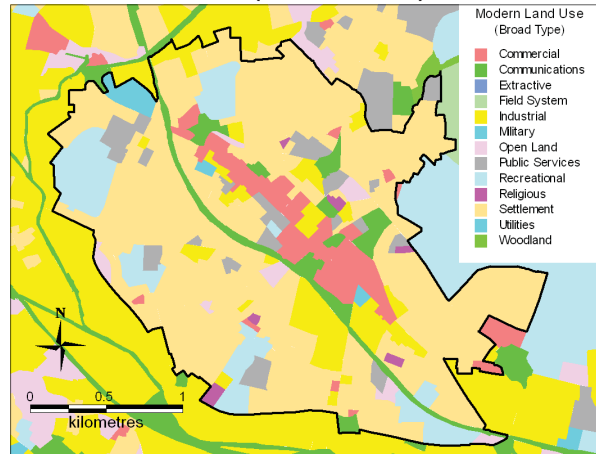 Modern Land Use
(Broad Type)
Commercial
Communications
Extractive
Field System
Industrial
Military
Open Land
Public Services
Recreational
Religious
Settlement
Utilities
Woodland
N
0 0.5 1
kilometres